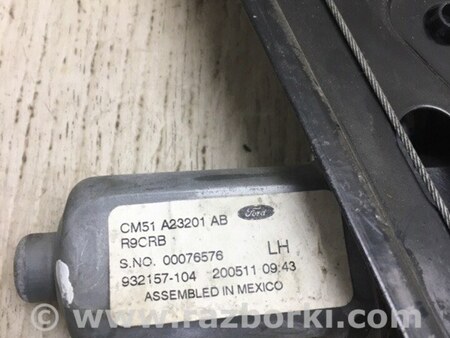 CM51 A23201 AB
Ford
R9CRB
S.NO. 00076576
LH
932157-104 200511 09:43
ASSEMBLED IN MEXICO
www.razborki.com